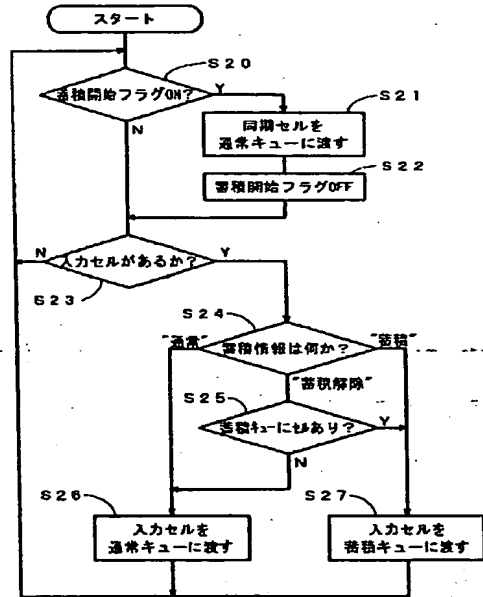 スタート
S20
蓄積開始フラグON?
Y
N
S21
同期セルを
通常キューに渡す
S22
蓄積開始フラグOFF
N
入力セルがあるか?
Y
S23
S24
"通常"
蓄積情報は何か?
"蓄積"
"蓄積解除"
S25
蓄積キューにセルあり?
Y
N
S26
入力セルを
通常キューに渡す
S27
入力セルを
蓄積キューに渡す